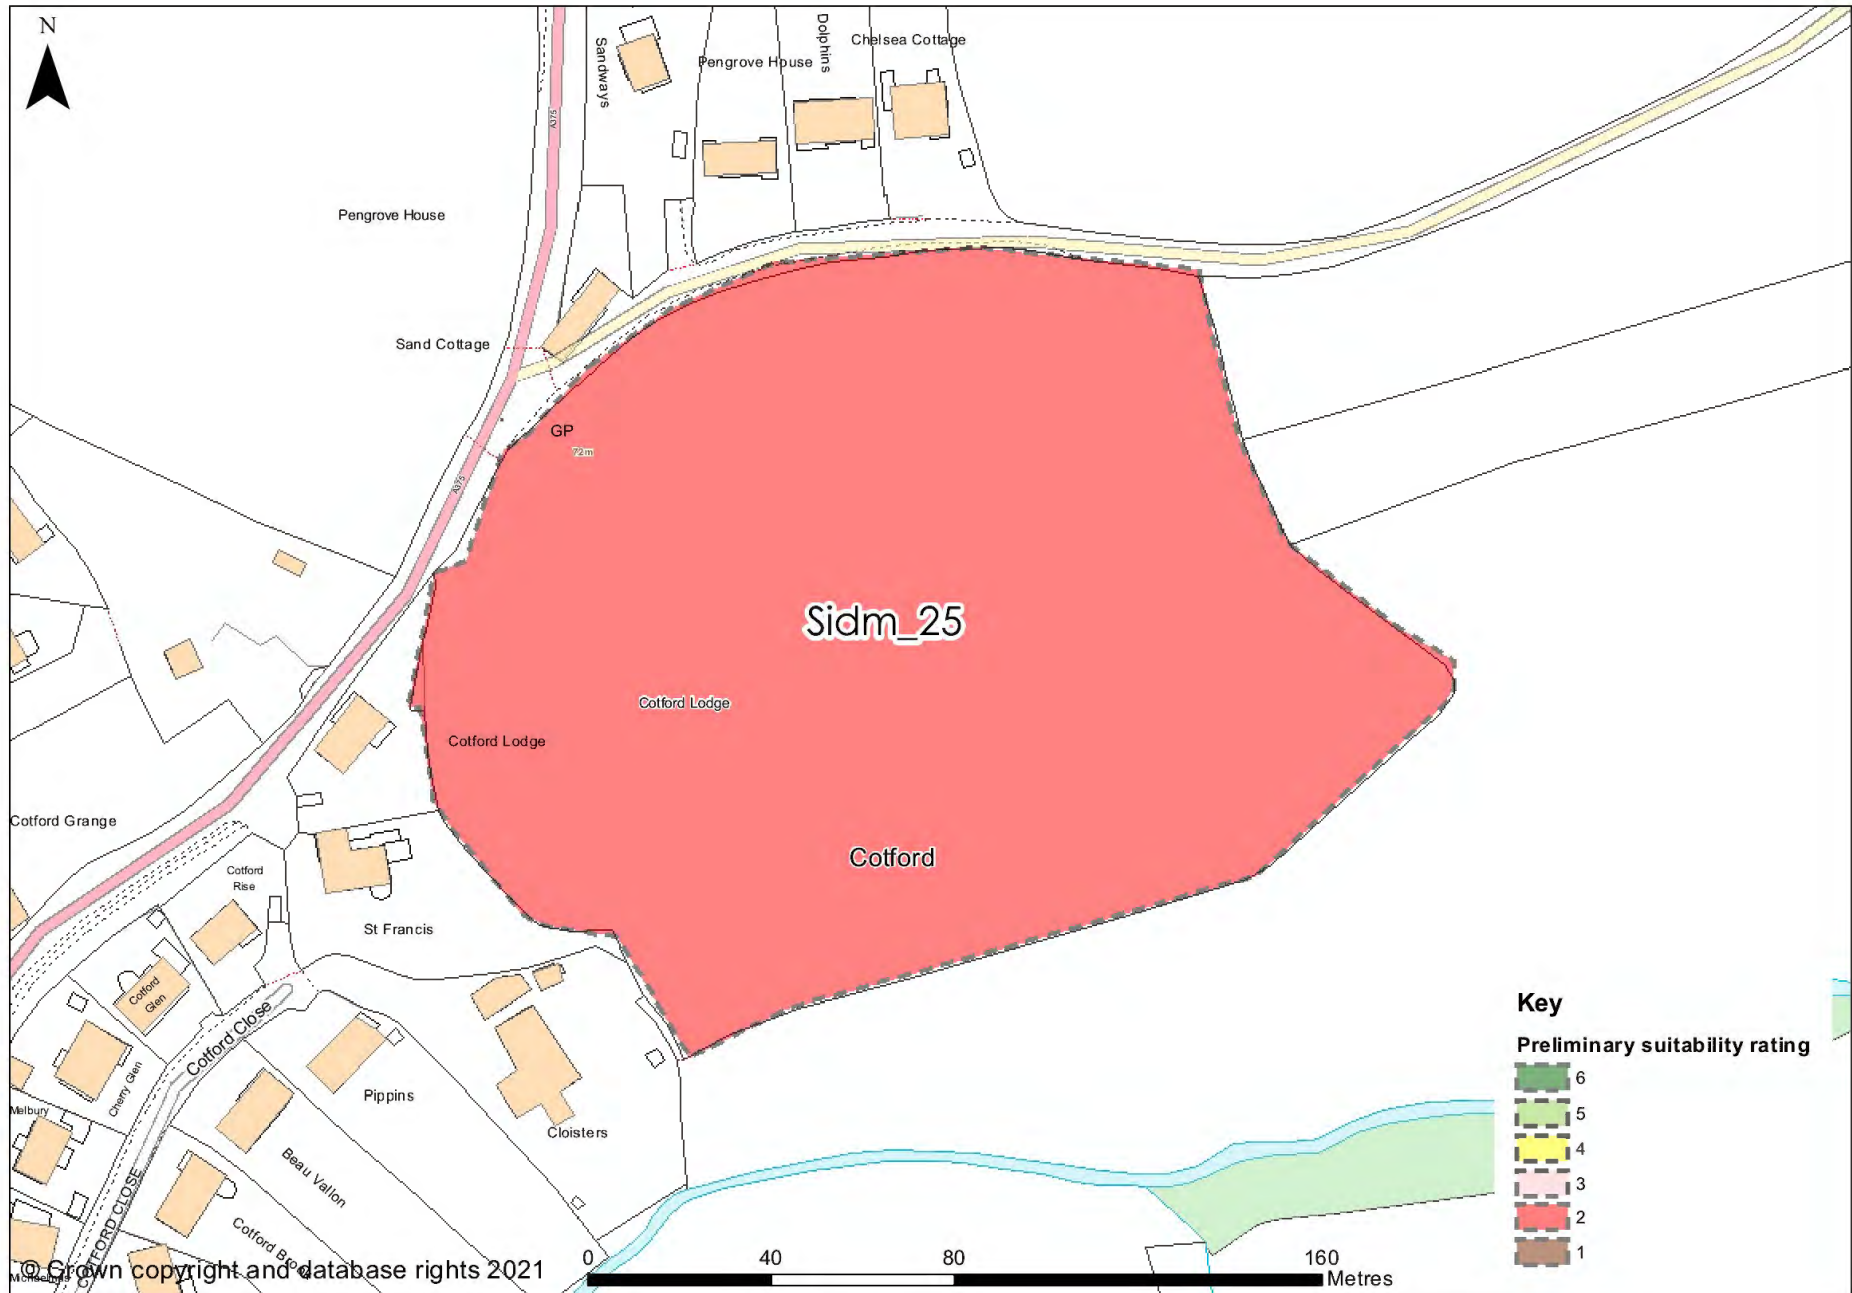 N
Sandways
Pengrove House
Dolphins
Chelsea Cottage
A375
Pengrove House
Sand Cottage
GP
72m
A375
Sidm_25
Cotford Lodge
Cotford Lodge
Cotford Grange
Cotford
Rise
Cotford
St Francis
Cotford
Glen
Cotford Close
Cherry Glen
Pippins
Melbury
Cloisters
Beau Vallon
COTFORD CLOSE
Cotford Brook
Michaelmas
© Crown copyright and database rights 2021
0
40
80
160
Metres
Key
Preliminary suitability rating
6
5
4
3
2
1